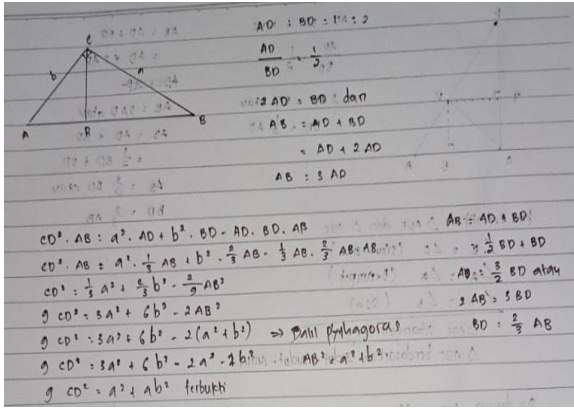 C
b
a
A
D
B
AD : BD = 1 : 2
AD / BD = 1/2
2 AD = BD dan
AB = AD + BD
= AD + 2 AD
AB = 3 AD
CD² . AB = a² . AD + b² . BD - AD . BD . AB
CD² . AB = a² . 1/3 AB + b² . 2/3 AB - 1/3 AB . 2/3 AB . AB
CD² = 1/3 a² + 2/3 b² - 2/9 AB²
9 CD² = 3a² + 6b² - 2AB²
9 CD² = 3a² + 6b² - 2(a² + b²) ⇒ Dalil pythagoras
9 CD² = 3a² + 6b² - 2a² - 2b² AB² = a² + b²
9 CD² = a² + 4b² terbukti
AB = AD + BD
= 1/2 BD + BD
AB = 3/2 BD atau
2 AB = 3 BD
BD = 2/3 AB